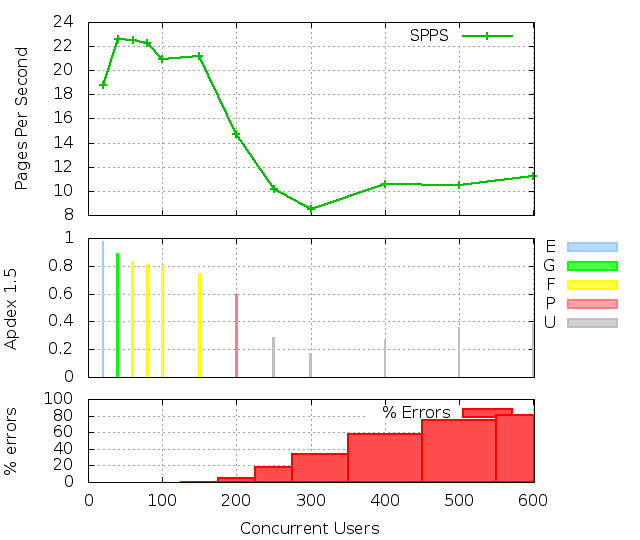 24
22
20
18
16
14
12
10
8
Pages Per Second
SPPS
1
0.8
0.6
0.4
0.2
0
Apdex 1.5
E
G
F
P
U
100
80
60
40
20
0
% errors
% Errors
0 100 200 300 400 500 600
Concurrent Users